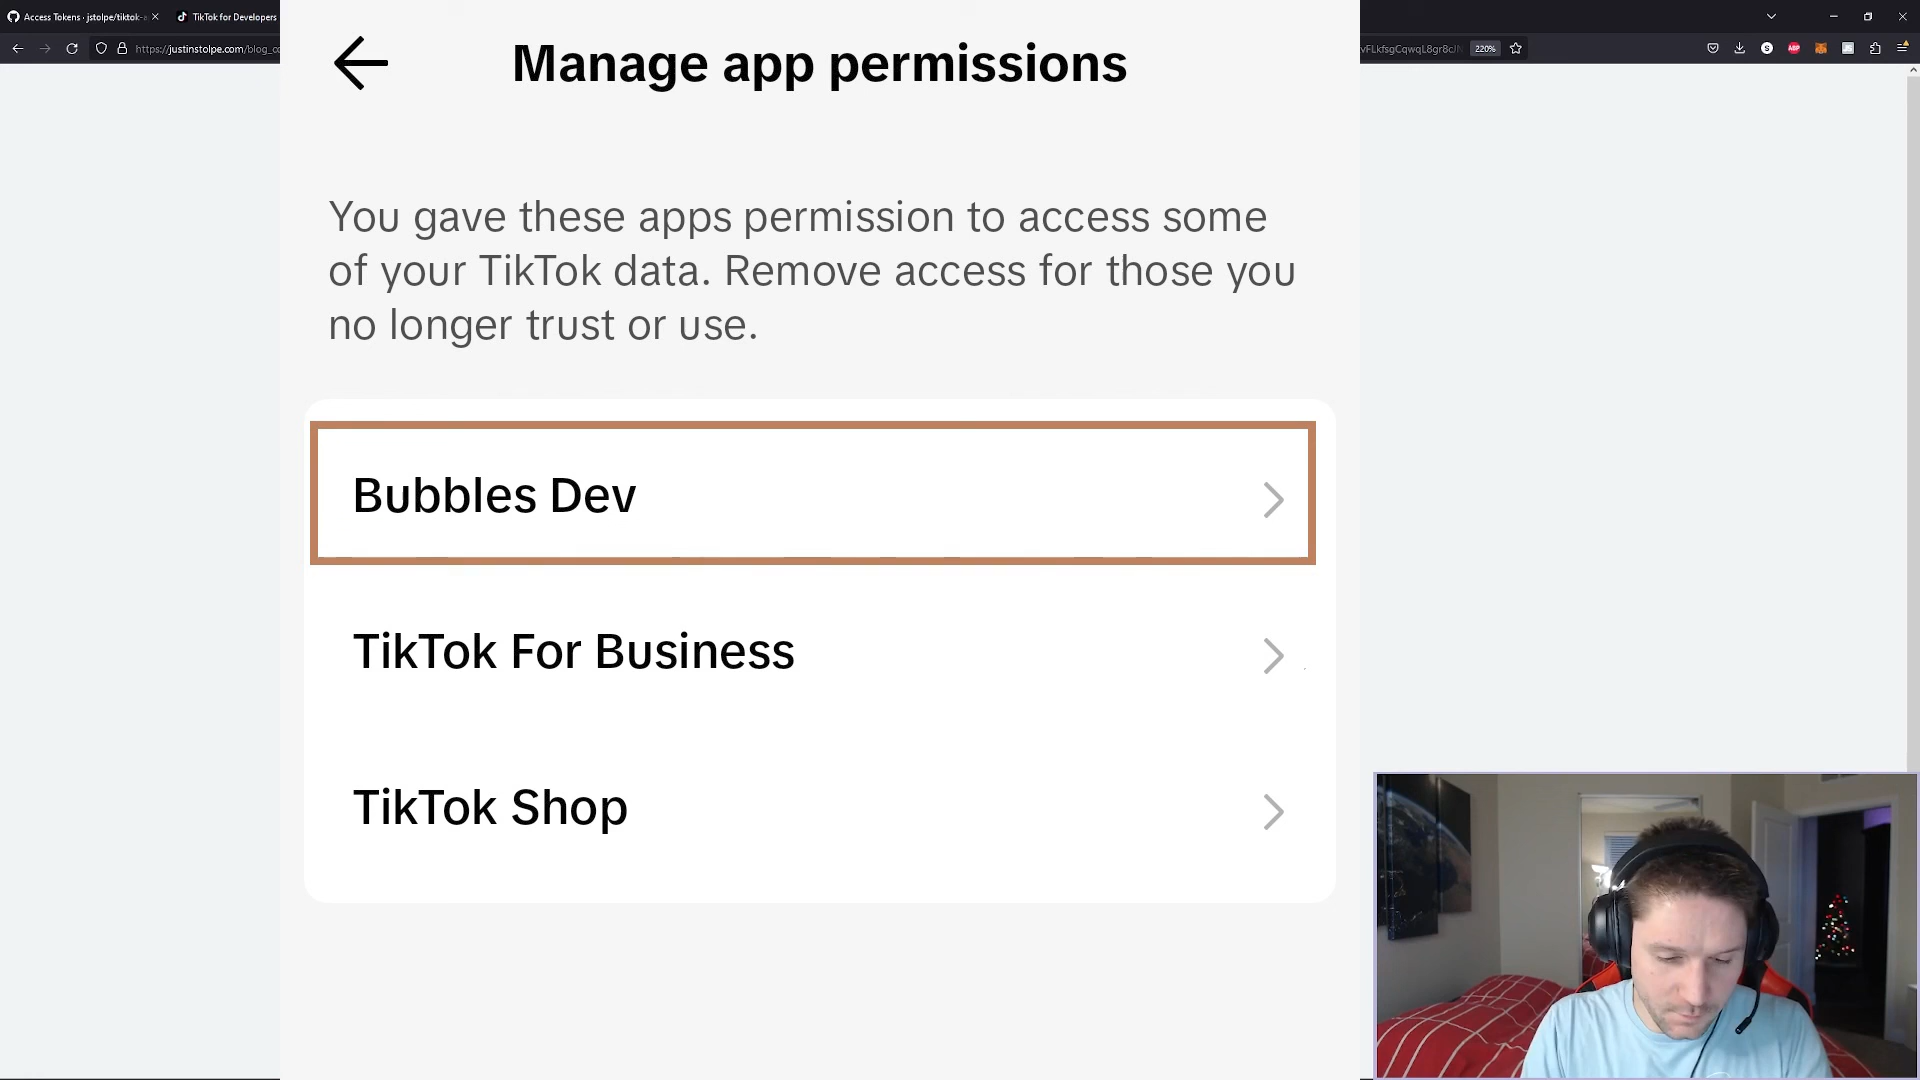 Access Tokens · jstolpe/tiktok-a
TikTok for Developers
https://justinstolpe.com/blog_co
220%
ABP
Manage app permissions
You gave these apps permission to access some
of your TikTok data. Remove access for those you
no longer trust or use.
Bubbles Dev
TikTok For Business
TikTok Shop